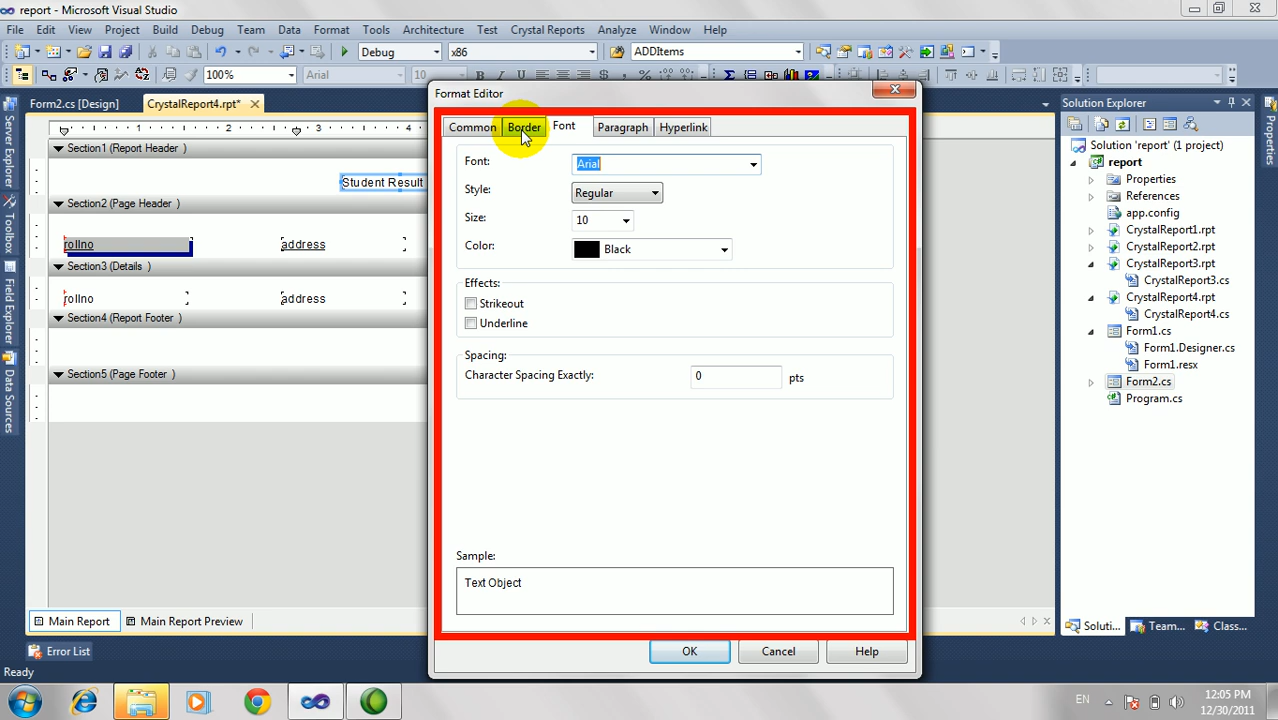 report - Microsoft Visual Studio
File Edit View Project Build Debug Team Data Format Tools Architecture Test Crystal Reports Analyze Window Help
Debug x86 ADDItems
100% Arial 10
Form2.cs [Design] CrystalReport4.rpt*
Server Explorer
Toolbox
Field Explorer
Data Sources
1 2 3 4
Section1 (Report Header )
Student Result
Section2 (Page Header )
rollno address
Section3 (Details )
rollno address
Section4 (Report Footer )
Section5 (Page Footer )
Main Report Main Report Preview
Error List
Ready
Format Editor
Common Border Font Paragraph Hyperlink
Font: Arial
Style: Regular
Size: 10
Color: Black
Effects:
Strikeout
Underline
Spacing:
Character Spacing Exactly: 0 pts
Sample:
Text Object
OK Cancel Help
Solution Explorer
Solution 'report' (1 project)
report
Properties
References
app.config
CrystalReport1.rpt
CrystalReport2.rpt
CrystalReport3.rpt
CrystalReport3.cs
CrystalReport4.rpt
CrystalReport4.cs
Form1.cs
Form1.Designer.cs
Form1.resx
Form2.cs
Program.cs
Soluti... Team... Class...
Properties
EN
12:05 PM
12/30/2011